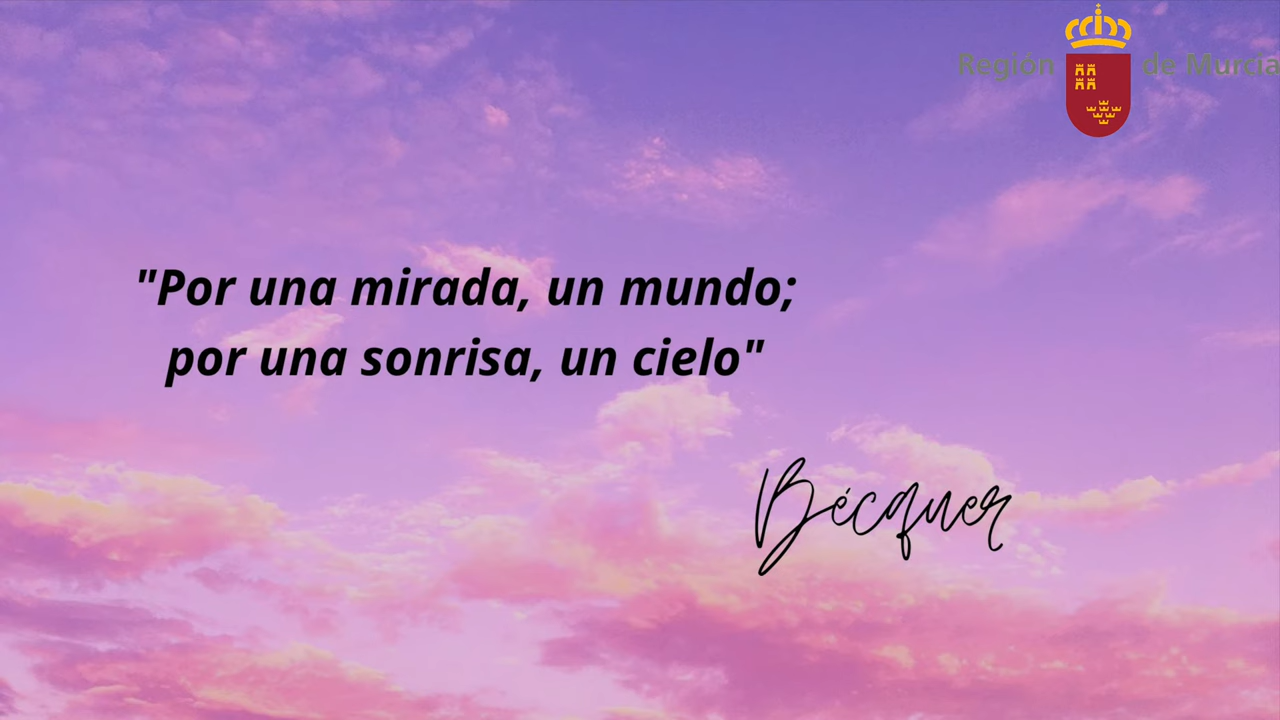 Región de Murcia
"Por una mirada, un mundo;
por una sonrisa, un cielo"
Bécquer